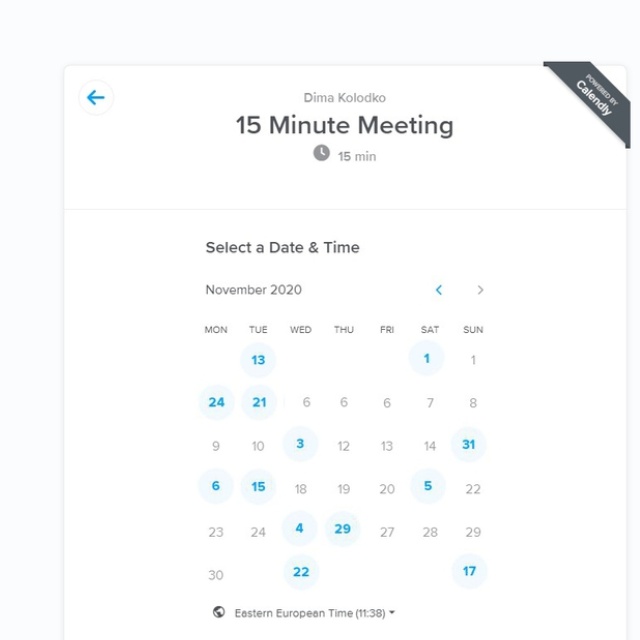 POWERED BY
Calendly
Dima Kolodko
15 Minute Meeting
15 min
Select a Date & Time
November 2020
MON TUE WED THU FRI SAT SUN
13 1 1
24 21 6 6 6 7 8
9 10 3 12 13 14 31
6 15 18 19 20 5 22
23 24 4 29 27 28 29
30 22 17
Eastern European Time (11:38)